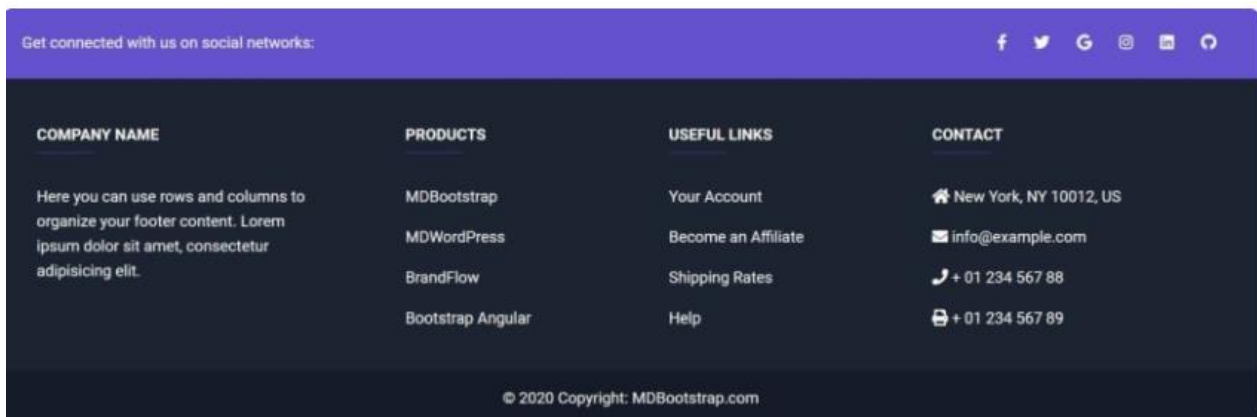 Get connected with us on social networks:
COMPANY NAME
Here you can use rows and columns to
organize your footer content. Lorem
ipsum dolor sit amet, consectetur
adipisicing elit.
PRODUCTS
MDBootstrap
MDWordPress
BrandFlow
Bootstrap Angular
USEFUL LINKS
Your Account
Become an Affiliate
Shipping Rates
Help
CONTACT
New York, NY 10012, US
info@example.com
+ 01 234 567 88
+ 01 234 567 89
© 2020 Copyright: MDBootstrap.com